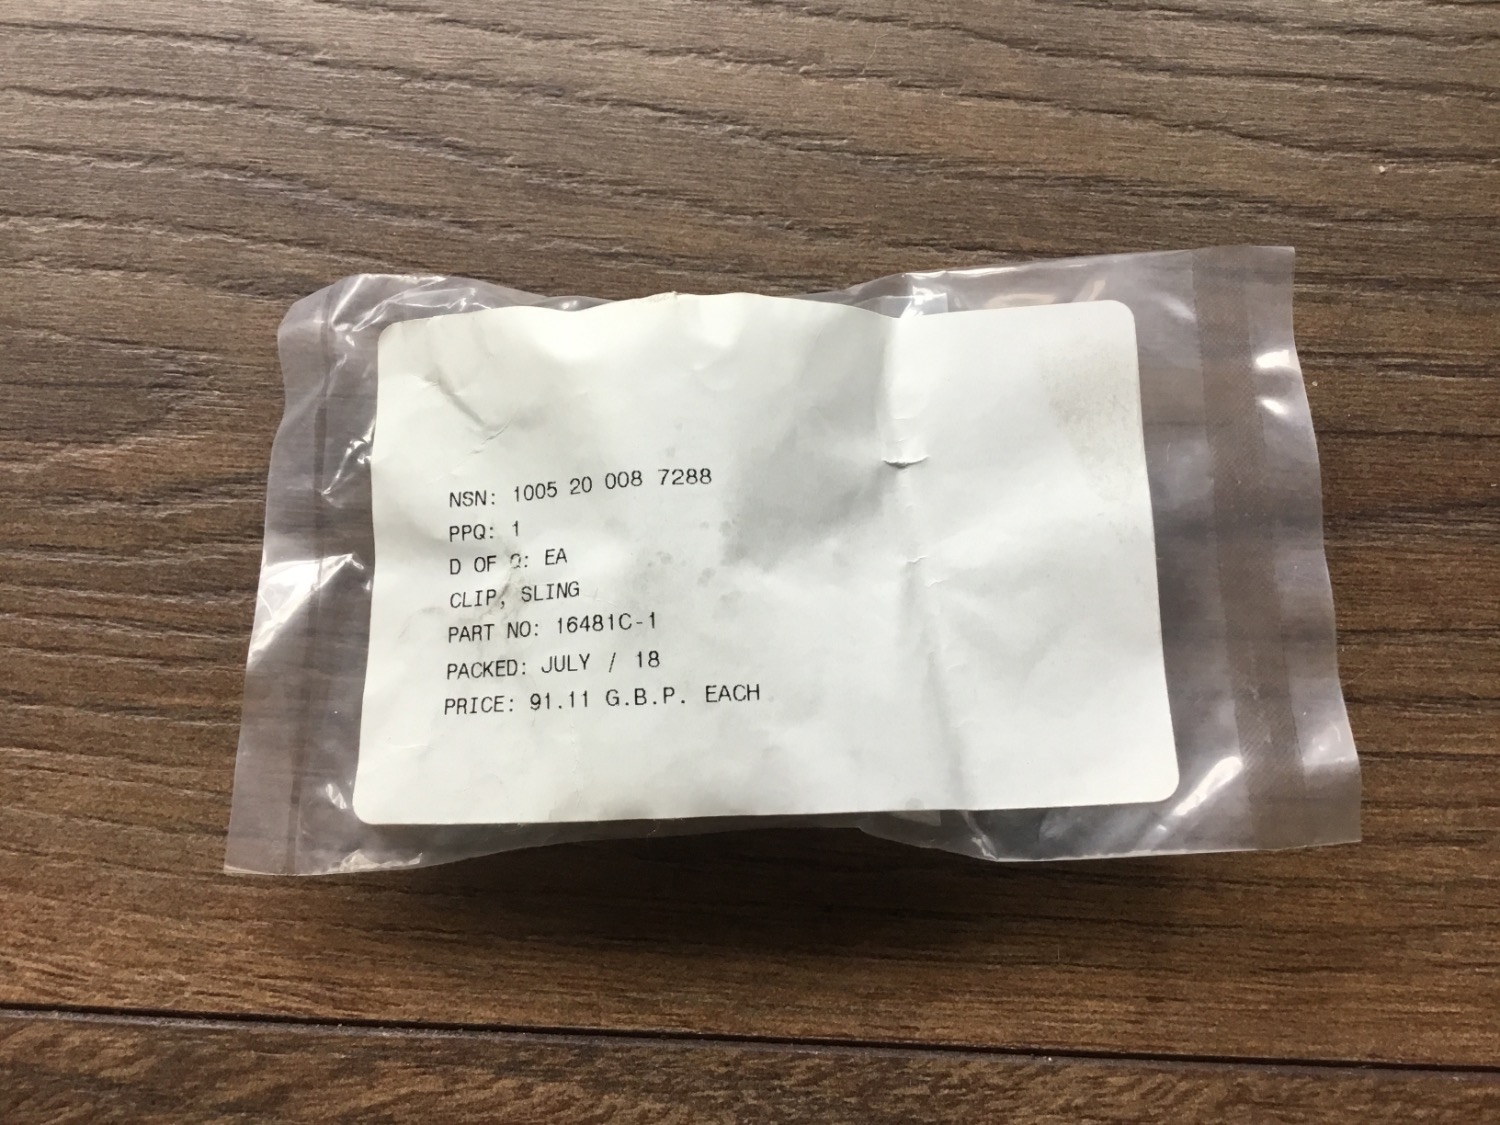 NSN: 1005 20 008 7288
PPQ: 1
D OF Q: EA
CLIP, SLING
PART NO: 16481C-1
PACKED: JULY / 18
PRICE: 91.11 G.B.P. EACH